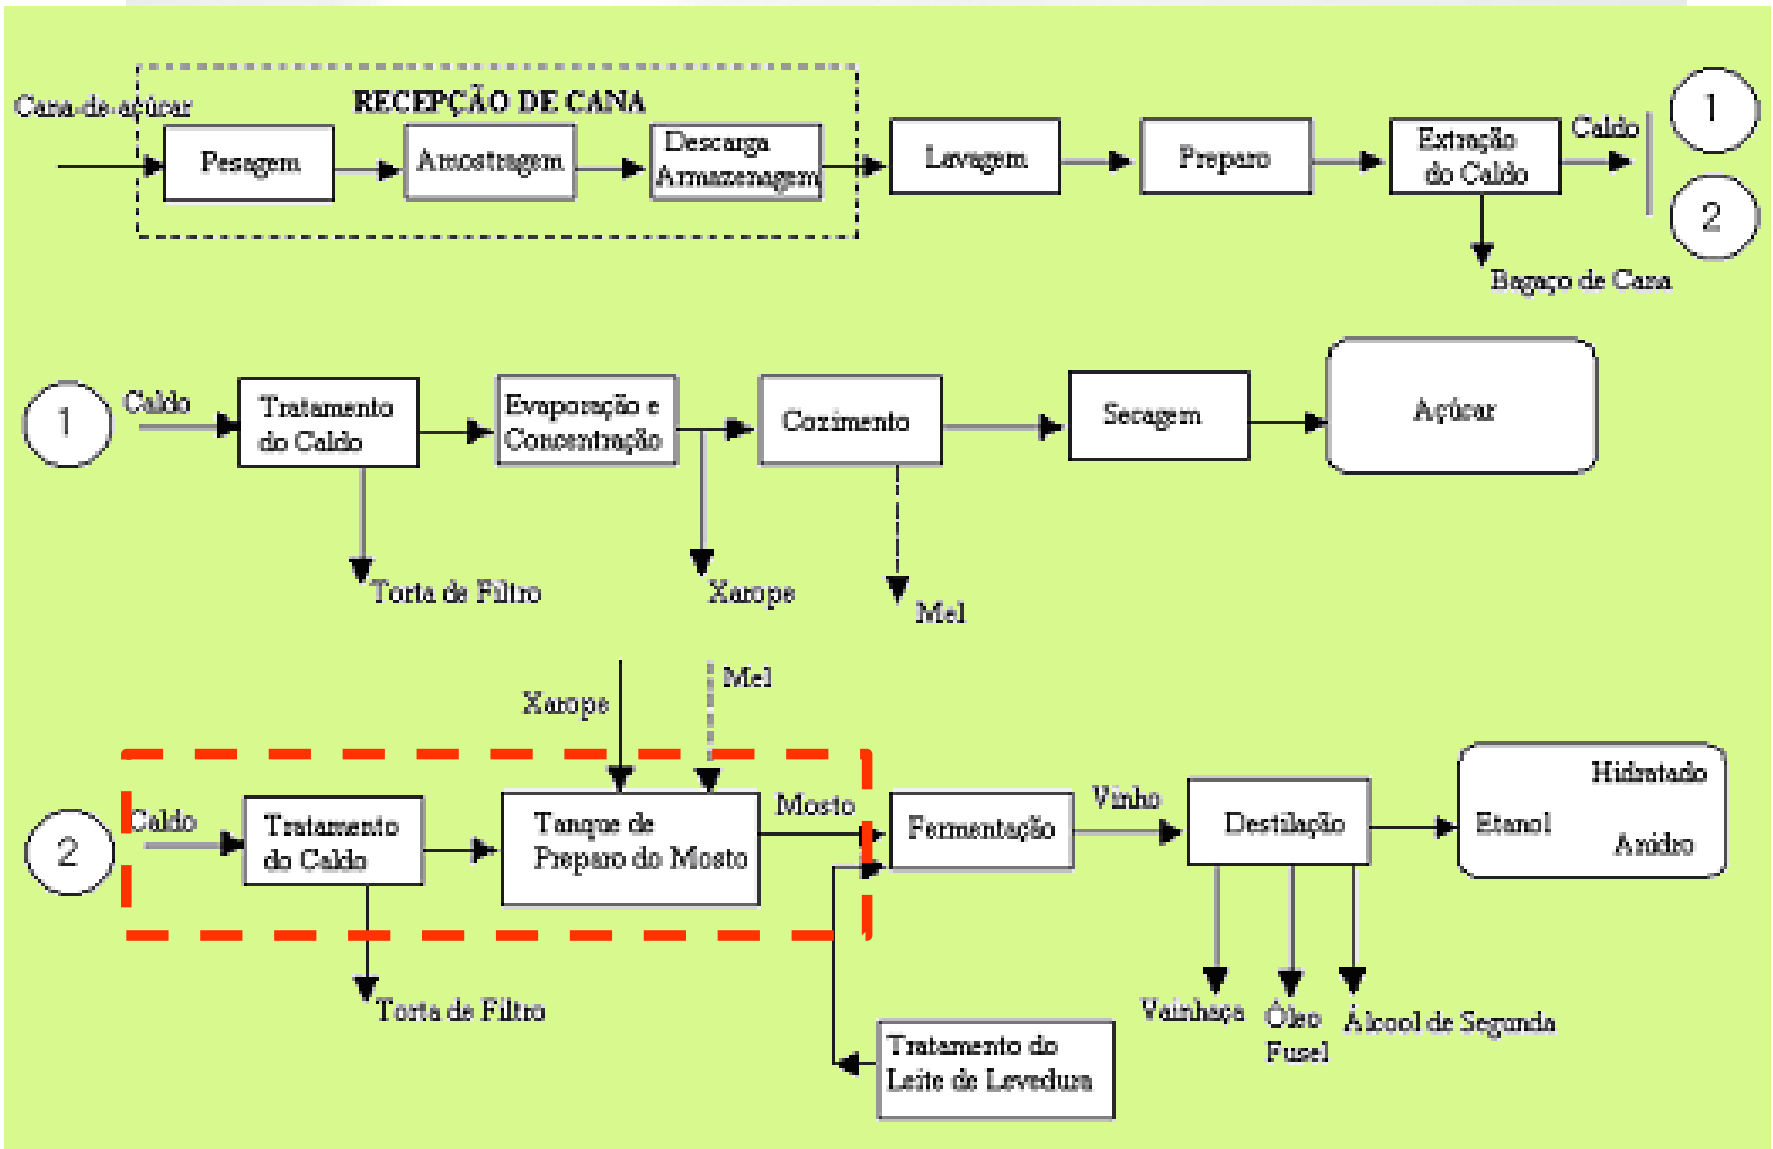 RECEPÇÃO DE CANA
Cana-de-açúcar
Pesagem
Amostragem
Descarga
Armazenagem
Lavagem
Preparo
Extração
do Caldo
Caldo
1
2
Bagaço de Cana
1
Caldo
Tratamento
do Caldo
Evaporação e
Concentração
Cozimento
Secagem
Açúcar
Torta de Filtro
Xarope
Mel
Xarope
Mel
2
Caldo
Tratamento
do Caldo
Tanque de
Preparo do Mosto
Mosto
Fermentação
Vinho
Destilação
Etanol
Hidratado
Anidro
Torta de Filtro
Vainhaça
Óleo
Fusel
Álcool de Segunda
Tratamento do
Leite de Levedura